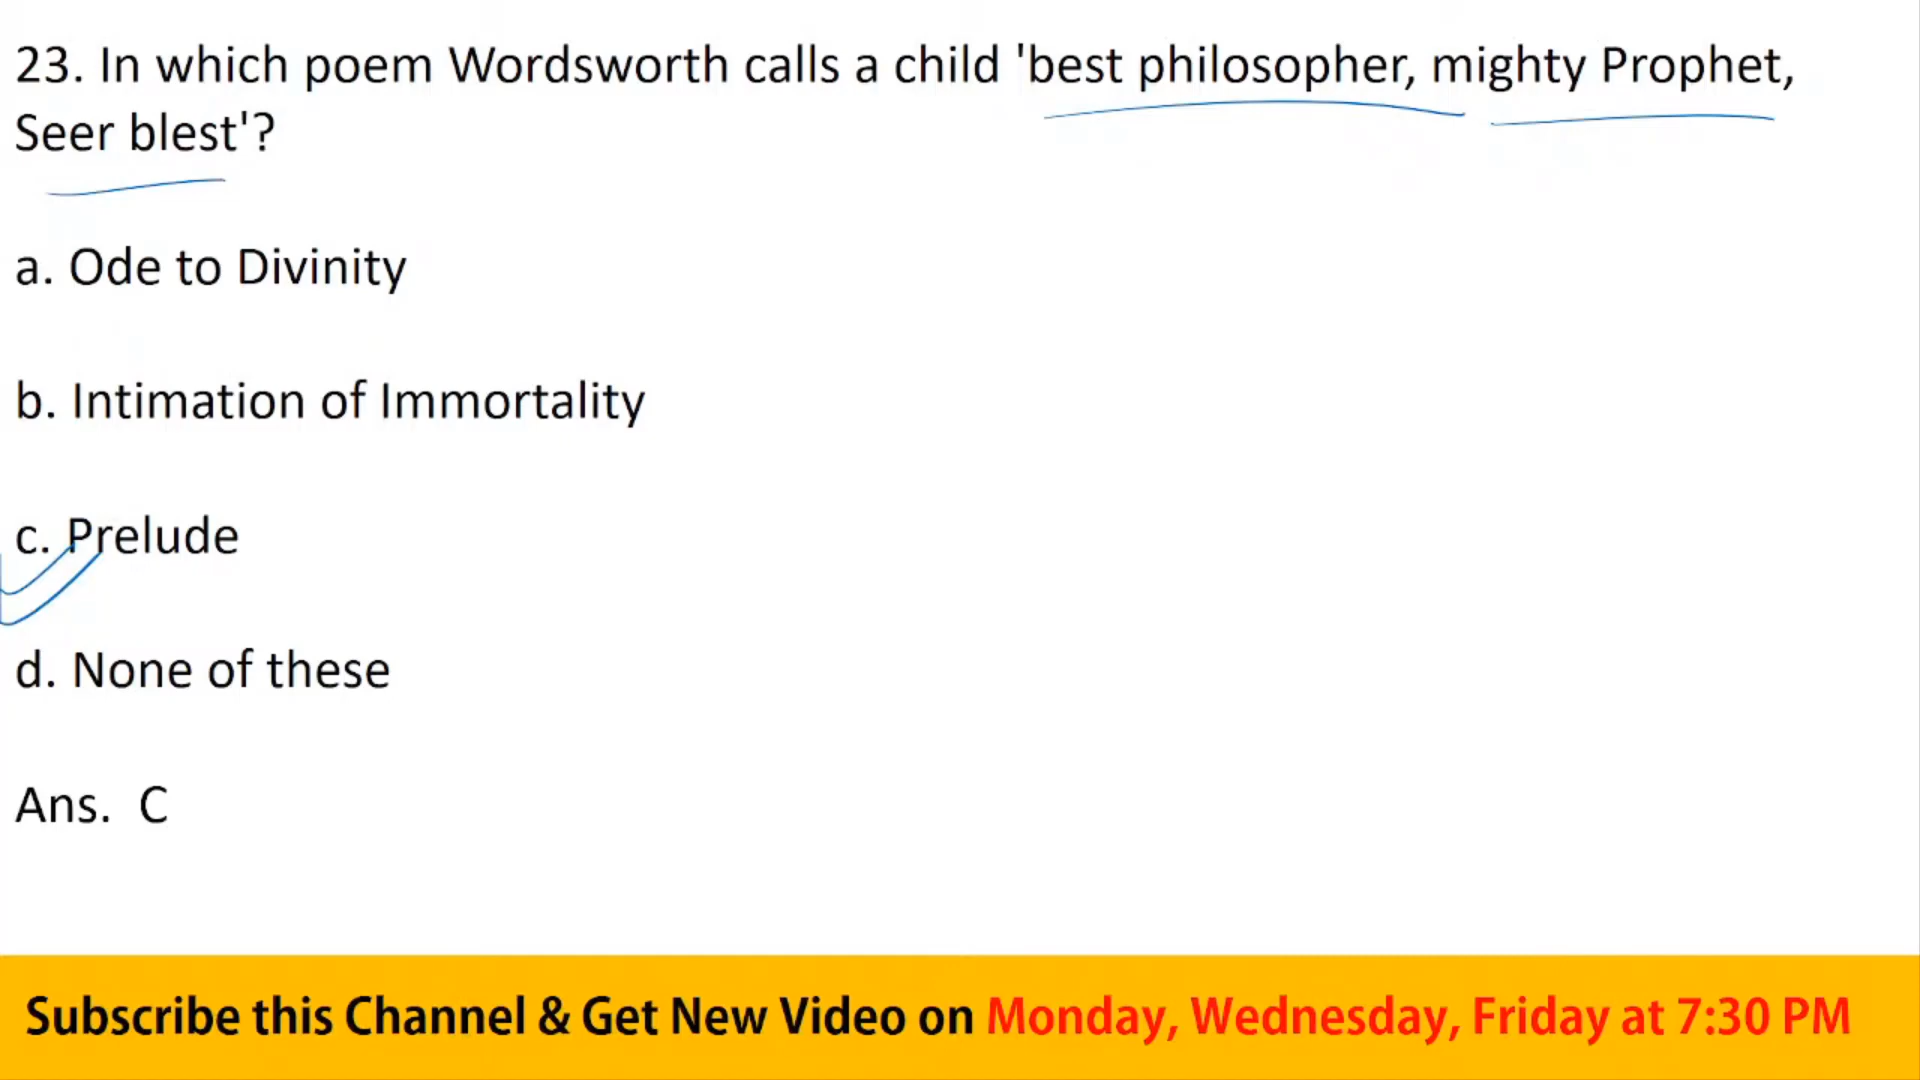 23. In which poem Wordsworth calls a child 'best philosopher, mighty Prophet,
Seer blest'?
a. Ode to Divinity
b. Intimation of Immortality
c. Prelude
d. None of these
Ans.  C
Subscribe this Channel & Get New Video on Monday, Wednesday, Friday at 7:30 PM